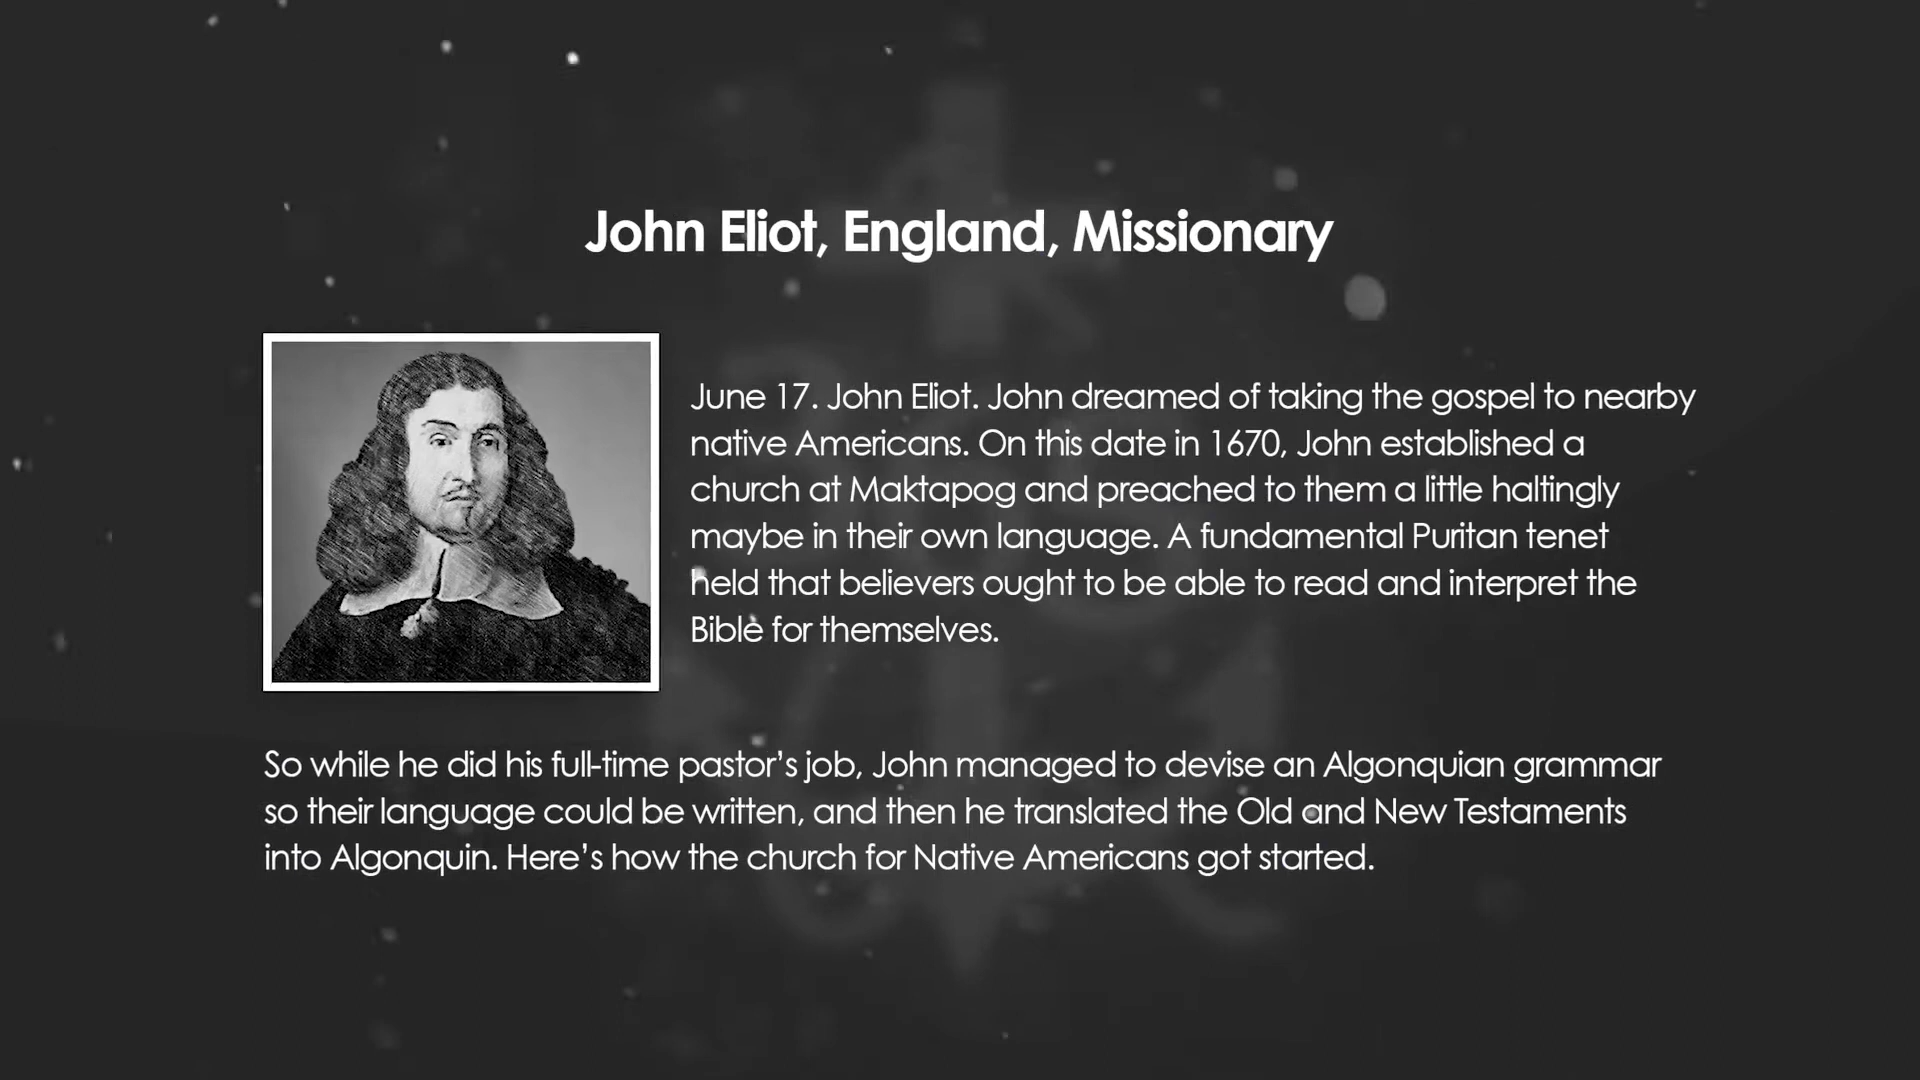 John Eliot, England, Missionary
June 17. John Eliot. John dreamed of taking the gospel to nearby
native Americans. On this date in 1670, John established a
church at Maktapog and preached to them a little haltingly
maybe in their own language. A fundamental Puritan tenet
held that believers ought to be able to read and interpret the
Bible for themselves.
So while he did his full-time pastor's job, John managed to devise an Algonquian grammar
so their language could be written, and then he translated the Old and New Testaments
into Algonquin. Here's how the church for Native Americans got started.